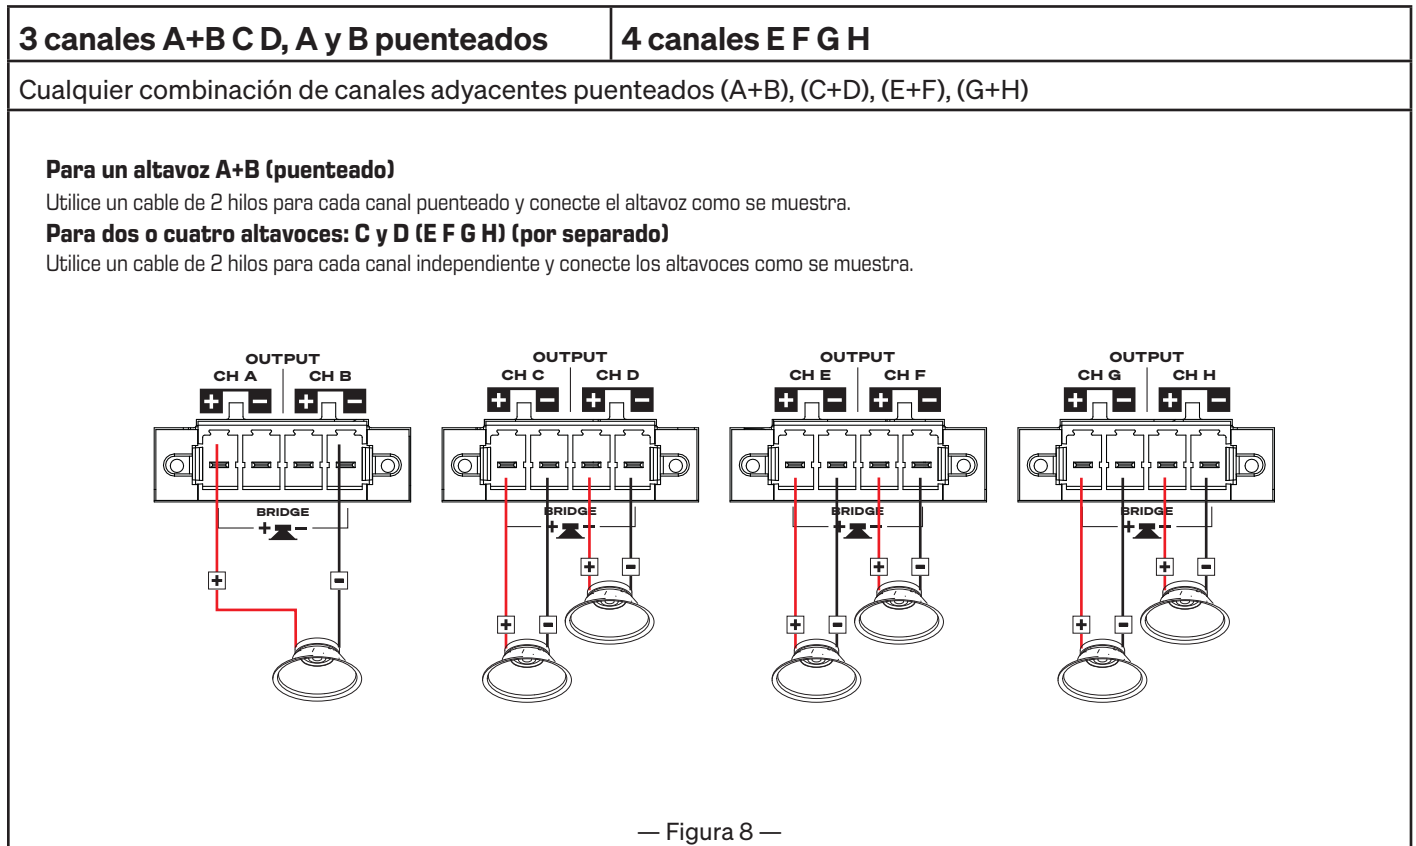 3 canales A+B C D, A y B puenteados
4 canales E F G H
Cualquier combinación de canales adyacentes puenteados (A+B), (C+D), (E+F), (G+H)
Para un altavoz A+B (puenteado)
Utilice un cable de 2 hilos para cada canal puenteado y conecte el altavoz como se muestra.
Para dos o cuatro altavoces: C y D (E F G H) (por separado)
Utilice un cable de 2 hilos para cada canal independiente y conecte los altavoces como se muestra.
OUTPUT
CH A CH B
+ − + −
BRIDGE
+ −
+ −
OUTPUT
CH C CH D
+ − + −
BRIDGE
+ −
+ −
+ −
OUTPUT
CH E CH F
+ − + −
BRIDGE
+ −
+ −
+ −
OUTPUT
CH G CH H
+ − + −
BRIDGE
+ −
+ −
+ −
— Figura 8 —